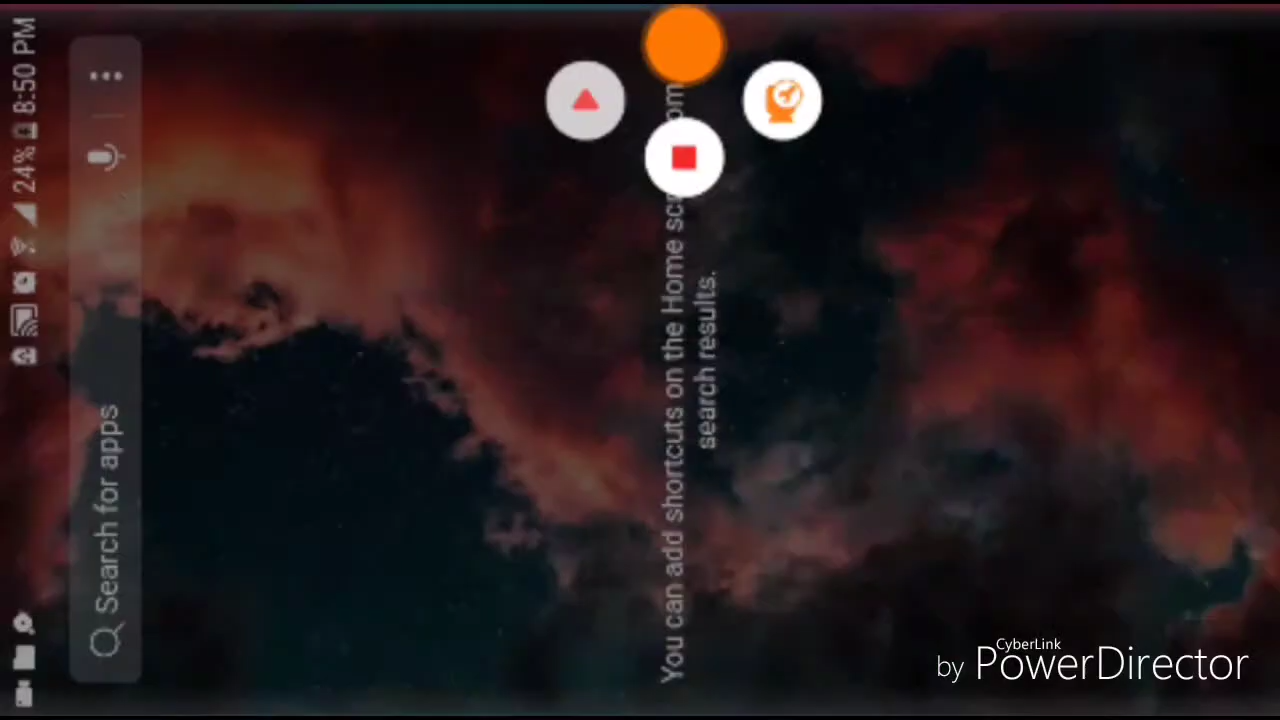 24% 8:50 PM
Search for apps
You can add shortcuts on the Home
search results.
CyberLink
by PowerDirector